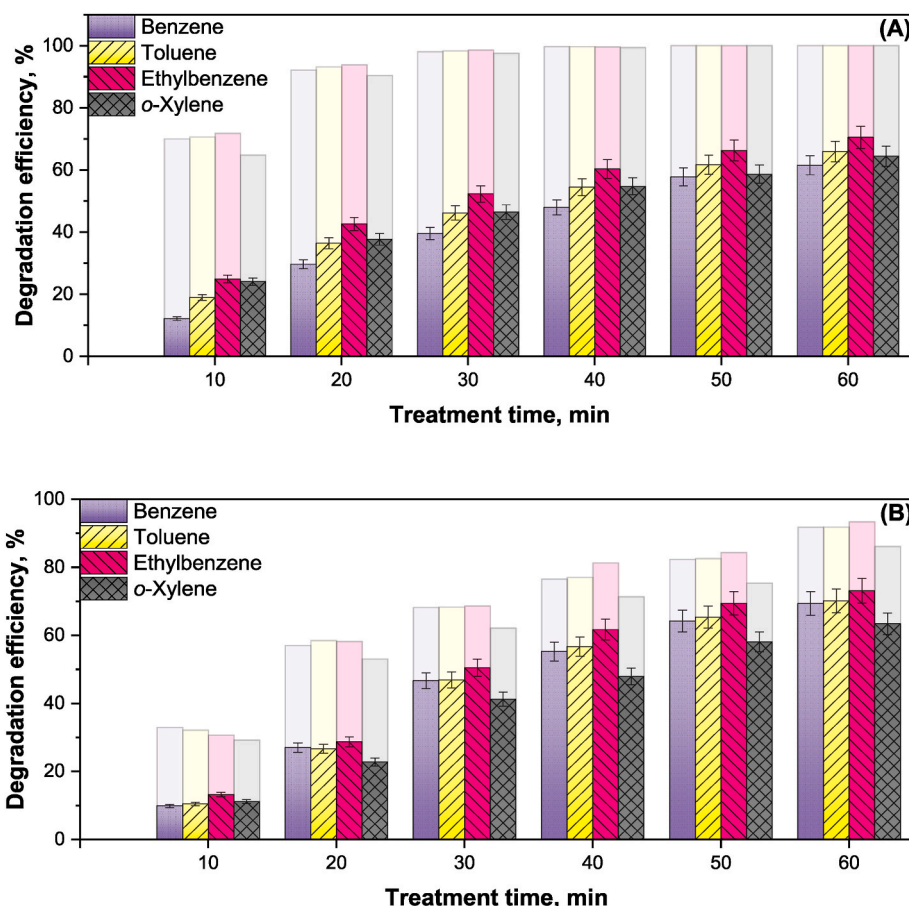 (A)
Benzene
Toluene
Ethylbenzene
o-Xylene
100
80
60
40
20
0
Degradation efficiency, %
10 20 30 40 50 60
Treatment time, min
(B)
Benzene
Toluene
Ethylbenzene
o-Xylene
100
80
60
40
20
0
Degradation efficiency, %
10 20 30 40 50 60
Treatment time, min